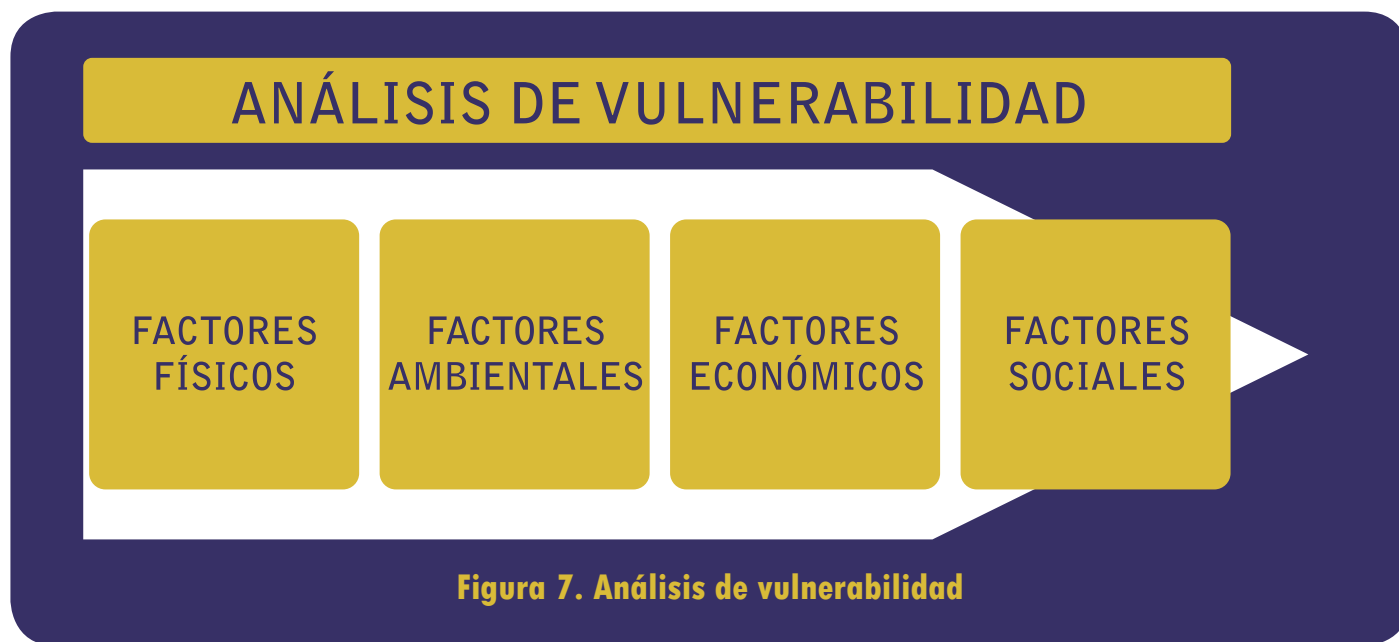 ANÁLISIS DE VULNERABILIDAD
FACTORES
FÍSICOS
FACTORES
AMBIENTALES
FACTORES
ECONÓMICOS
FACTORES
SOCIALES
Figura 7. Análisis de vulnerabilidad